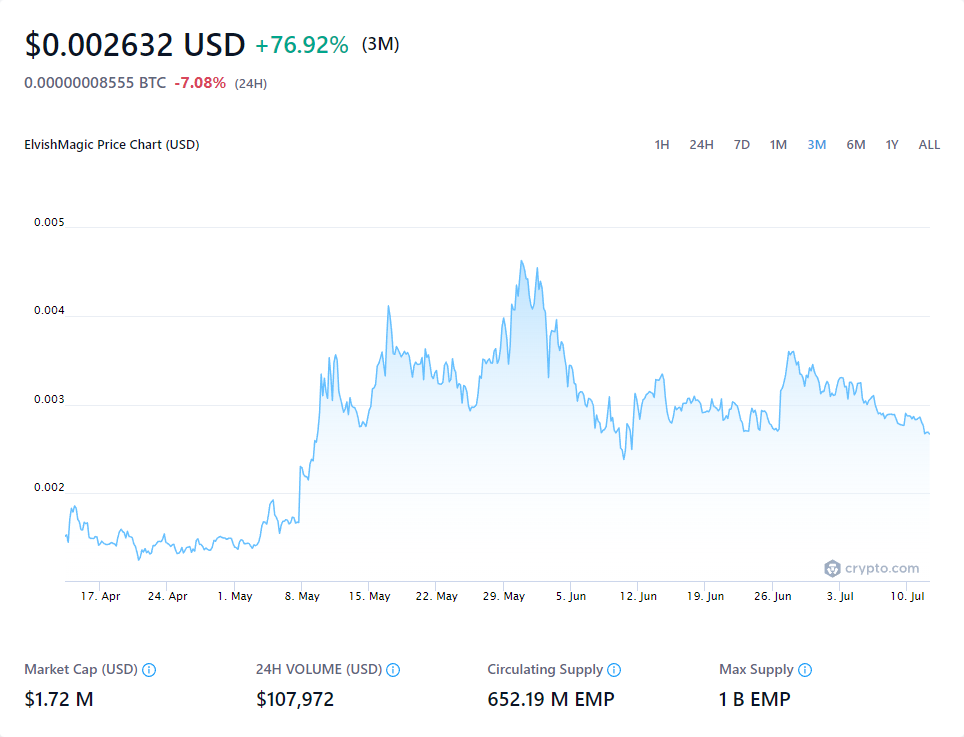 $0.002632 USD +76.92% (3M)
0.00000008555 BTC -7.08% (24H)
ElvishMagic Price Chart (USD) 1H 24H 7D 1M 3M 6M 1Y ALL
0.005
0.004
0.003
0.002
crypto.com
17. Apr 24. Apr 1. May 8. May 15. May 22. May 29. May 5. Jun 12. Jun 19. Jun 26. Jun 3. Jul 10. Jul
Market Cap (USD) 24H VOLUME (USD) Circulating Supply Max Supply
$1.72 M $107,972 652.19 M EMP 1 B EMP